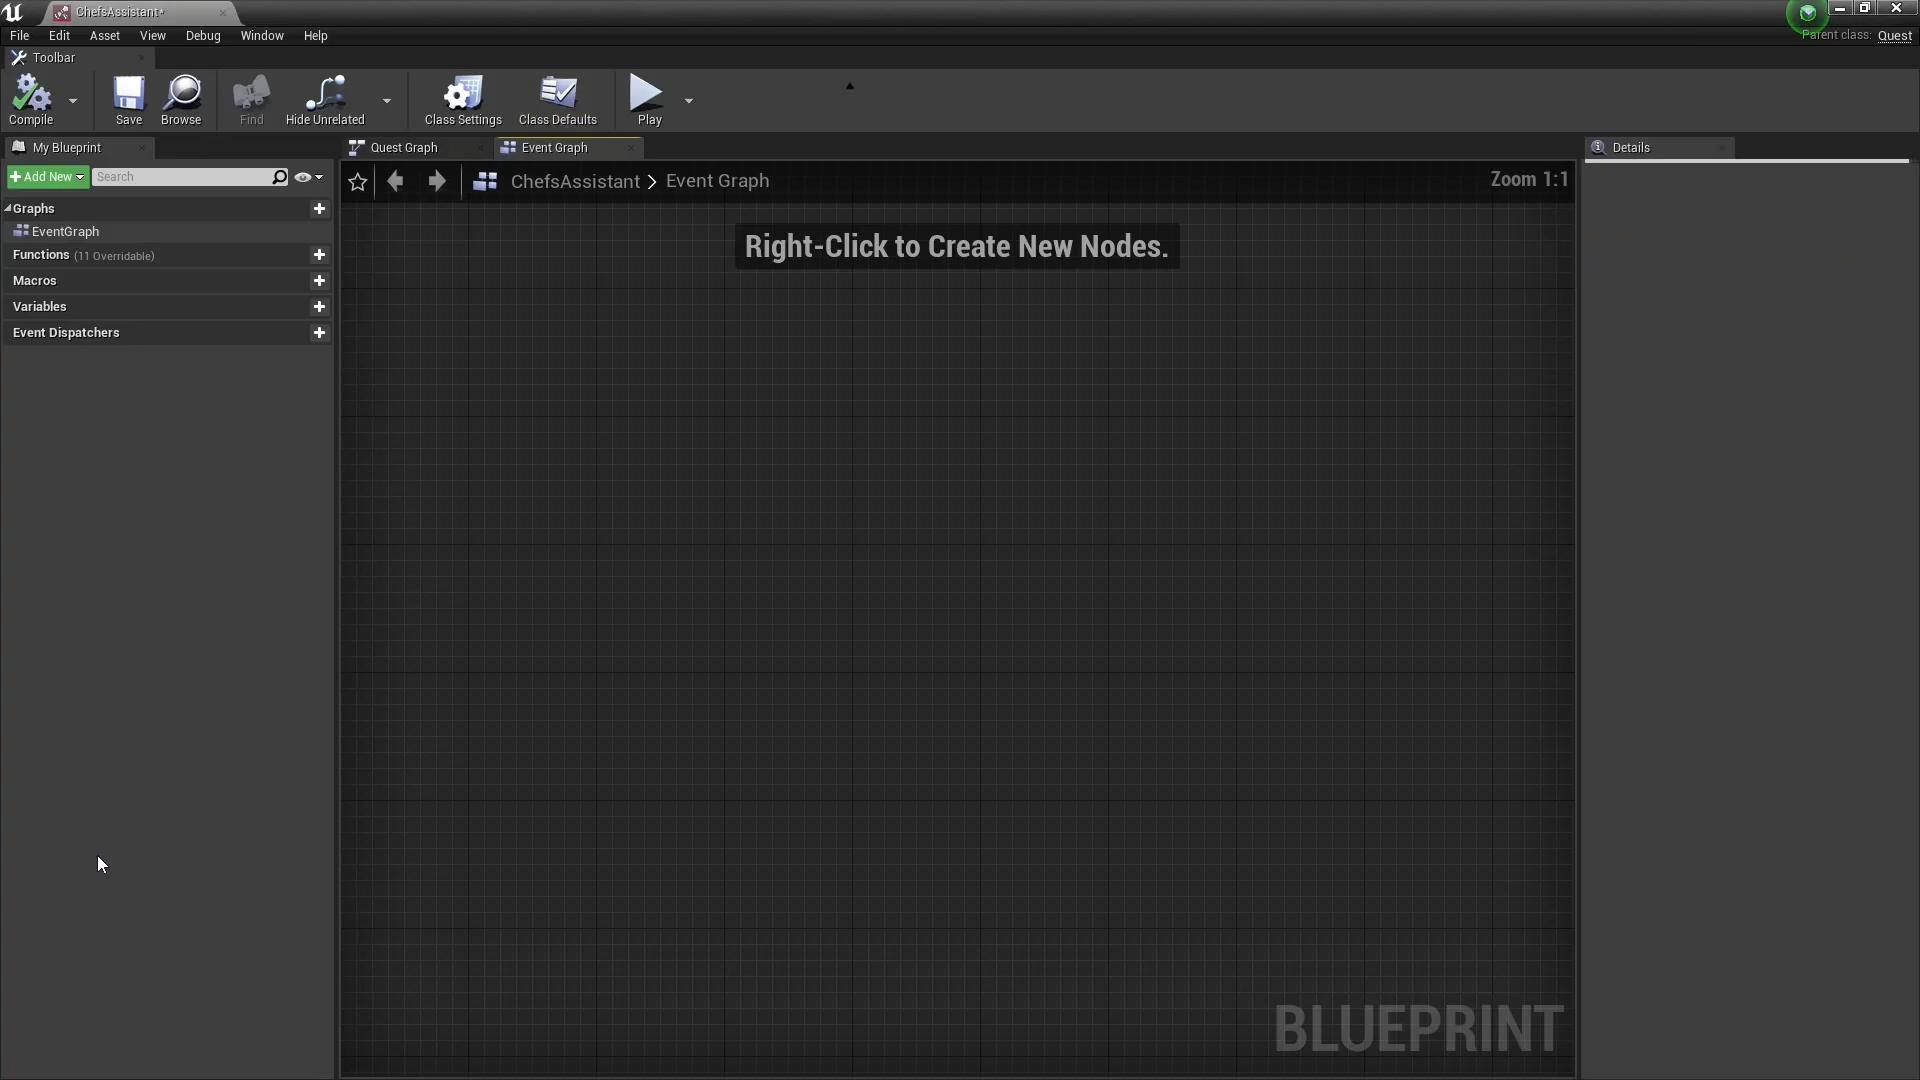 ChefsAssistant*
File Edit Asset View Debug Window Help
Parent class: Quest
Toolbar
Compile Save Browse Find Hide Unrelated Class Settings Class Defaults Play
My Blueprint
Quest Graph
Event Graph
Details
Add New
Search
ChefsAssistant > Event Graph
Zoom 1:1
Graphs
EventGraph
Functions (11 Overridable)
Macros
Variables
Event Dispatchers
Right-Click to Create New Nodes.
BLUEPRINT